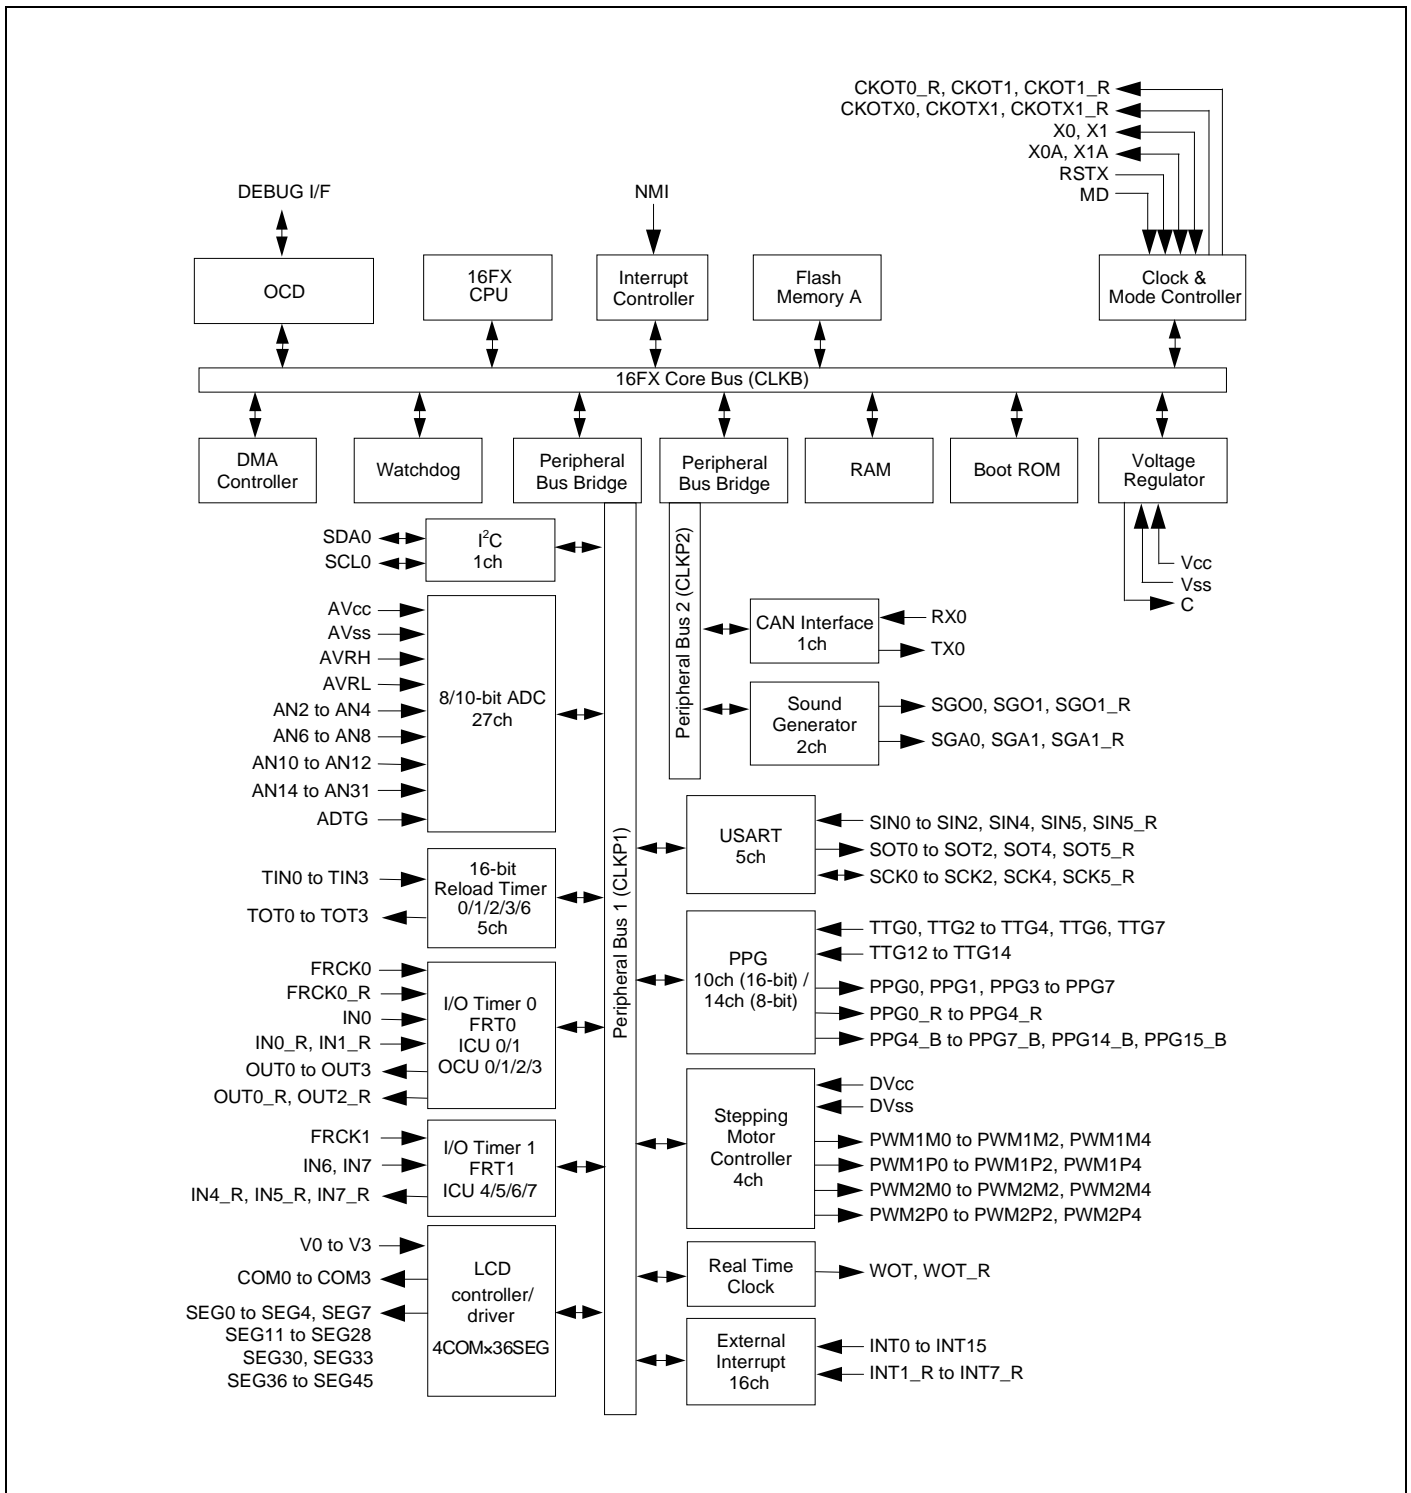 CKOT0_R, CKOT1, CKOT1_R
CKOTX0, CKOTX1, CKOTX1_R
X0, X1
X0A, X1A
RSTX
MD
DEBUG I/F
NMI
OCD
16FX
CPU
Interrupt
Controller
Flash
Memory A
Clock &
Mode Controller
16FX Core Bus (CLKB)
DMA
Controller
Watchdog
Peripheral
Bus Bridge
Peripheral
Bus Bridge
RAM
Boot ROM
Voltage
Regulator
Vcc
Vss
C
Peripheral Bus 1 (CLKP1)
Peripheral Bus 2 (CLKP2)
SDA0
SCL0
I²C
1ch
AVcc
AVss
AVRH
AVRL
AN2 to AN4
AN6 to AN8
AN10 to AN12
AN14 to AN31
ADTG
8/10-bit ADC
27ch
TIN0 to TIN3
TOT0 to TOT3
16-bit
Reload Timer
0/1/2/3/6
5ch
FRCK0
FRCK0_R
IN0
IN0_R, IN1_R
OUT0 to OUT3
OUT0_R, OUT2_R
I/O Timer 0
FRT0
ICU 0/1
OCU 0/1/2/3
FRCK1
IN6, IN7
IN4_R, IN5_R, IN7_R
I/O Timer 1
FRT1
ICU 4/5/6/7
V0 to V3
COM0 to COM3
SEG0 to SEG4, SEG7
SEG11 to SEG28
SEG30, SEG33
SEG36 to SEG45
LCD
controller/
driver
4COM×36SEG
CAN Interface
1ch
RX0
TX0
Sound
Generator
2ch
SGO0, SGO1, SGO1_R
SGA0, SGA1, SGA1_R
USART
5ch
SIN0 to SIN2, SIN4, SIN5, SIN5_R
SOT0 to SOT2, SOT4, SOT5_R
SCK0 to SCK2, SCK4, SCK5_R
PPG
10ch (16-bit) /
14ch (8-bit)
TTG0, TTG2 to TTG4, TTG6, TTG7
TTG12 to TTG14
PPG0, PPG1, PPG3 to PPG7
PPG0_R to PPG4_R
PPG4_B to PPG7_B, PPG14_B, PPG15_B
Stepping
Motor
Controller
4ch
DVcc
DVss
PWM1M0 to PWM1M2, PWM1M4
PWM1P0 to PWM1P2, PWM1P4
PWM2M0 to PWM2M2, PWM2M4
PWM2P0 to PWM2P2, PWM2P4
Real Time
Clock
WOT, WOT_R
External
Interrupt
16ch
INT0 to INT15
INT1_R to INT7_R